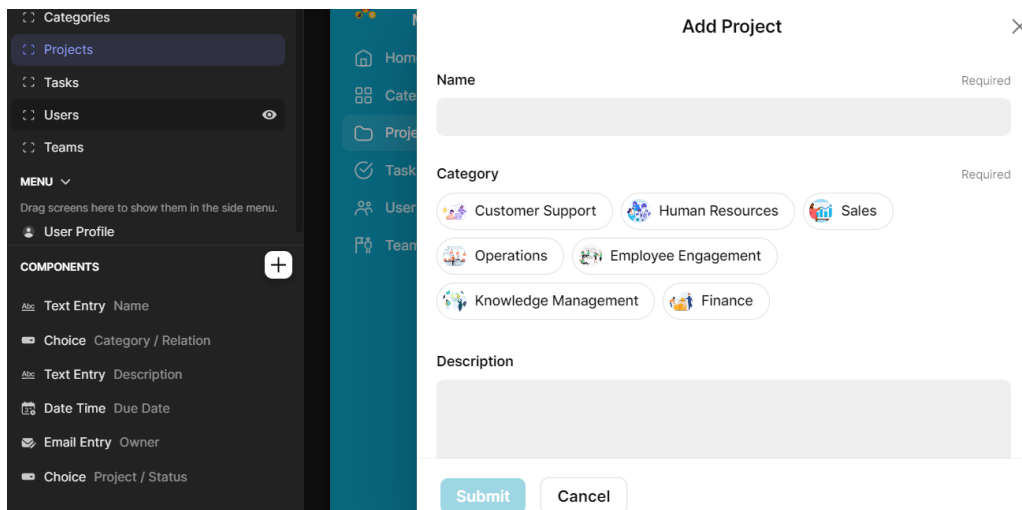 Categories
Projects
Tasks
Users
Teams
MENU
Drag screens here to show them in the side menu.
User Profile
COMPONENTS
Text Entry Name
Choice Category / Relation
Text Entry Description
Date Time Due Date
Email Entry Owner
Choice Project / Status
Hom
Cate
Proje
Task
User
Team
Add Project
Name Required
Category Required
Customer Support Human Resources Sales
Operations Employee Engagement
Knowledge Management Finance
Description
Submit Cancel